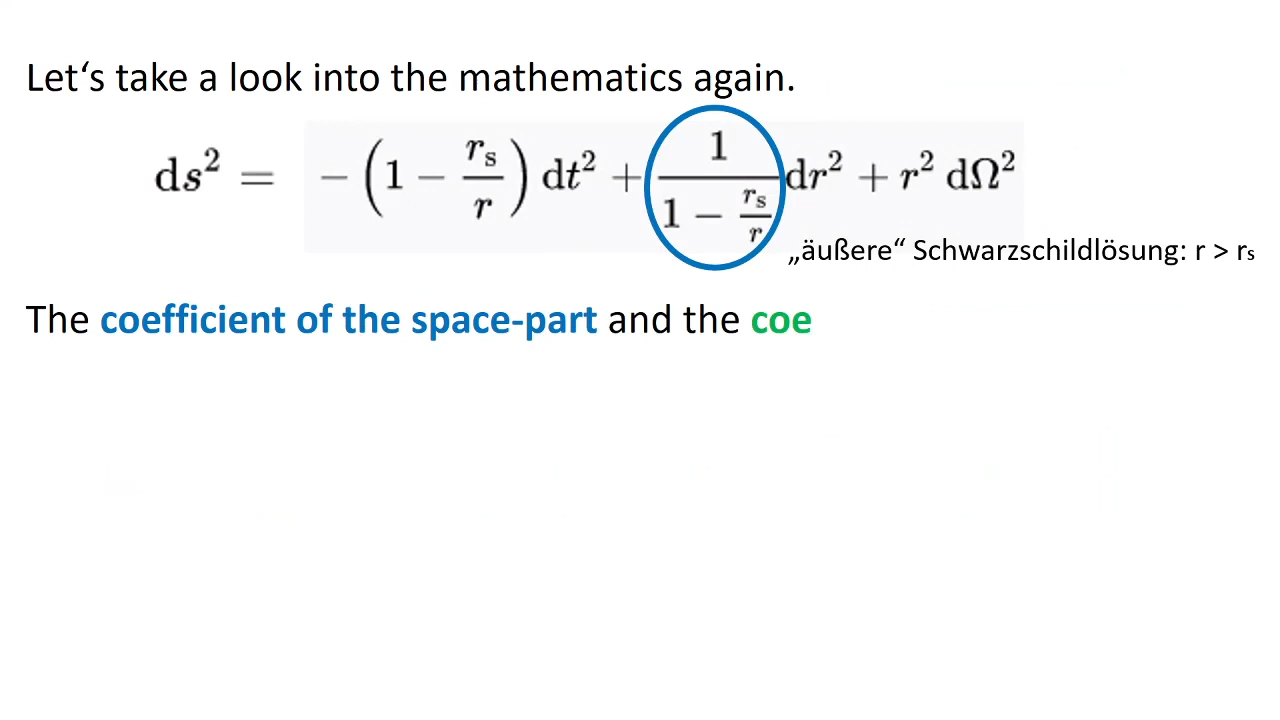 Let‘s take a look into the mathematics again.
ds² = −(1 − rₛ/r) dt² + 1/(1 − rₛ/r) dr² + r² dΩ²
„äußere“ Schwarzschildlösung: r > rₛ
The coefficient of the space-part and the coe